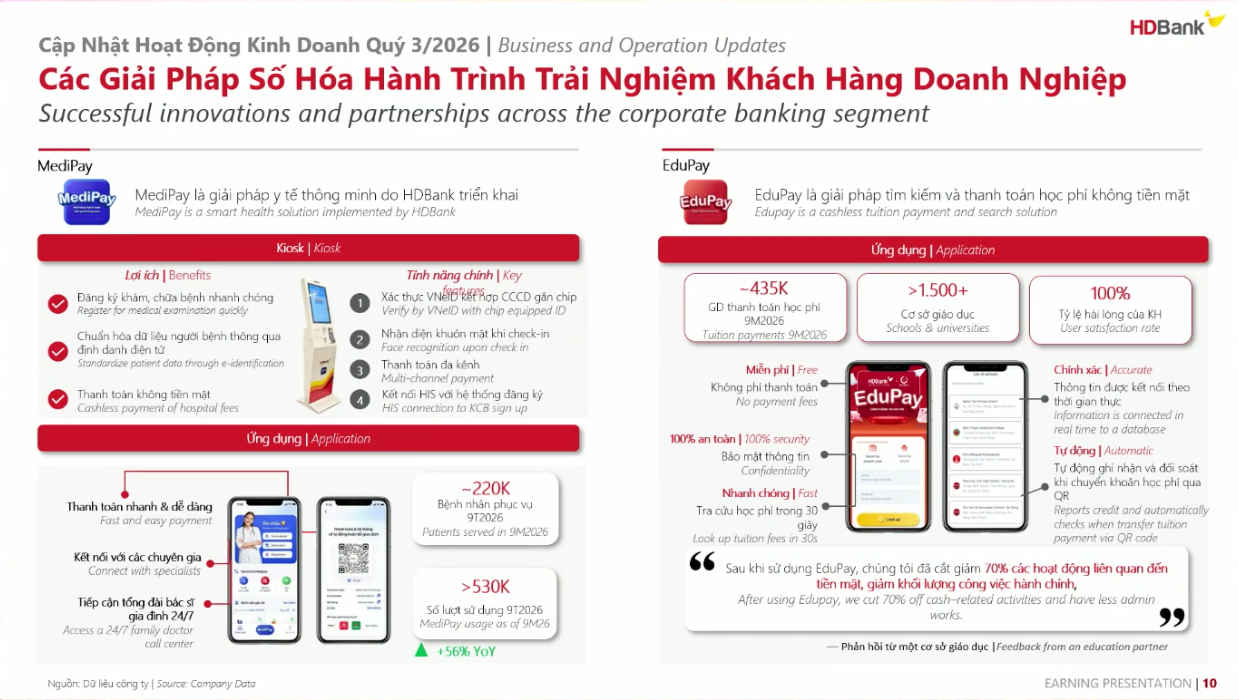 HDBank
Cập Nhật Hoạt Động Kinh Doanh Quý 3/2026 | Business and Operation Updates
Các Giải Pháp Số Hóa Hành Trình Trải Nghiệm Khách Hàng Doanh Nghiệp
Successful innovations and partnerships across the corporate banking segment
MediPay
MediPay
MediPay là giải pháp y tế thông minh do HDBank triển khai
MediPay is a smart health solution implemented by HDBank
Kiosk | Kiosk
Lợi ích | Benefits
Đăng ký khám, chữa bệnh nhanh chóng
Register for medical examination quickly
Chuẩn hóa dữ liệu người bệnh thông qua
định danh điện tử
Standardize patient data through e-identification
Thanh toán không tiền mặt
Cashless payment of hospital fees
Tính năng chính | Key
features
1
Xác thực VNeID kết hợp CCCD gắn chip
Verify by VNeID with chip equipped ID
2
Nhận diện khuôn mặt khi check-in
Face recognition upon check in
3
Thanh toán đa kênh
Multi-channel payment
4
Kết nối HIS với hệ thống đăng ký
HIS connection to KCB sign up
Ứng dụng | Application
Thanh toán nhanh & dễ dàng
Fast and easy payment
Kết nối với các chuyên gia
Connect with specialists
Tiếp cận tổng đài bác sĩ
gia đình 24/7
Access a 24/7 family doctor
call center
~220K
Bệnh nhân phục vụ
9T2026
Patients served in 9M2026
>530K
Số lượt sử dụng 9T2026
MediPay usage as of 9M26
+56% YoY
EduPay
EduPay
EduPay là giải pháp tìm kiếm và thanh toán học phí không tiền mặt
Edupay is a cashless tuition payment and search solution
Ứng dụng | Application
~435K
GD thanh toán học phí
9M2026
Tuition payments 9M2026
>1.500+
Cơ sở giáo dục
Schools & universities
100%
Tỷ lệ hài lòng của KH
User satisfaction rate
Miễn phí | Free
Không phí thanh toán
No payment fees
100% an toàn | 100% security
Bảo mật thông tin
Confidentiality
Nhanh chóng | Fast
Tra cứu học phí trong 30
giây
Look up tuition fees in 30s
HDBank
EduPay
Chính xác | Accurate
Thông tin được kết nối theo
thời gian thực
Information is connected in
real time to a database
Tự động | Automatic
Tự động ghi nhận và đối soát
khi chuyển khoản học phí qua
QR
Reports credit and automatically
checks when transfer tuition
payment via QR code
“ Sau khi sử dụng EduPay, chúng tôi đã cắt giảm 70% các hoạt động liên quan đến
tiền mặt, giảm khối lượng công việc hành chính,
After using Edupay, we cut 70% off cash–related activities and have less admin
works. ”
— Phản hồi từ một cơ sở giáo dục | Feedback from an education partner
Nguồn: Dữ liệu công ty | Source: Company Data
EARNING PRESENTATION | 10